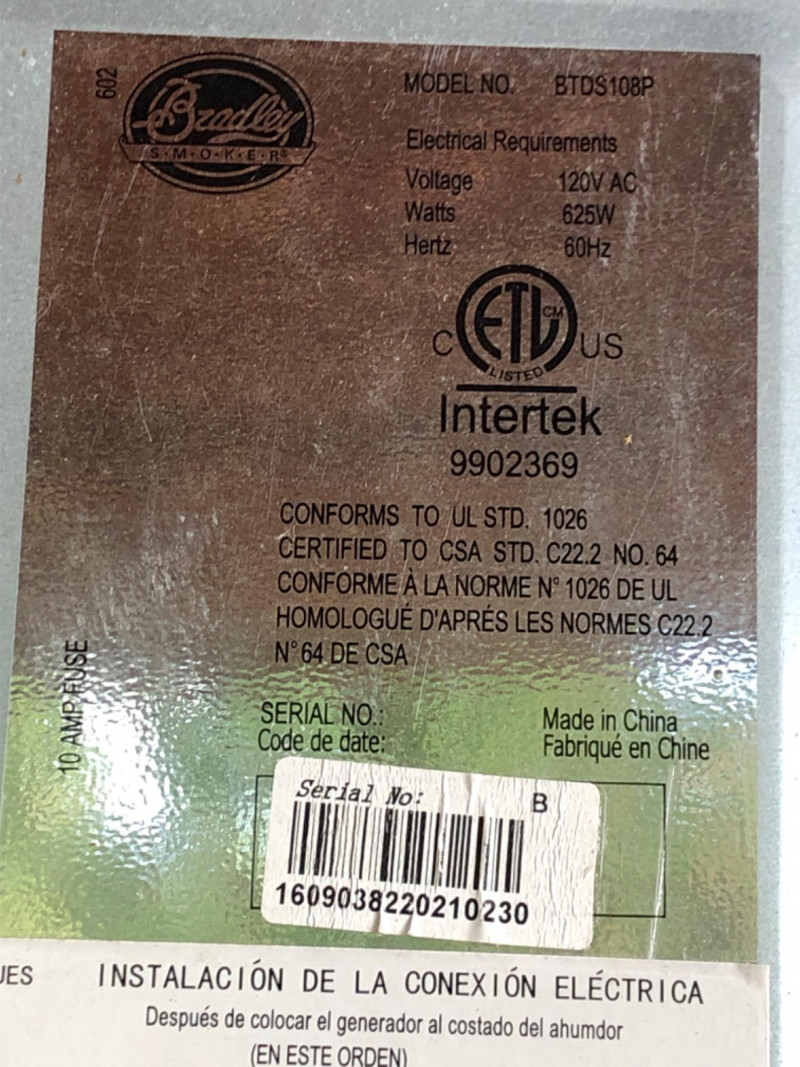 602
Bradley
S·M·O·K·E·R®
MODEL NO. BTDS108P
Electrical Requirements
Voltage 120V AC
Watts 625W
Hertz 60Hz
C ETL CM US
LISTED
Intertek
9902369
CONFORMS TO UL STD. 1026
CERTIFIED TO CSA STD. C22.2 NO. 64
CONFORME À LA NORME N° 1026 DE UL
HOMOLOGUÉ D'APRÉS LES NORMES C22.2
N° 64 DE CSA
10 AMP FUSE
SERIAL NO.: Made in China
Code de date: Fabriqué en Chine
Serial No: B
1609038220210230
UES INSTALACIÓN DE LA CONEXIÓN ELÉCTRICA
Después de colocar el generador al costado del ahumdor
(EN ESTE ORDEN)